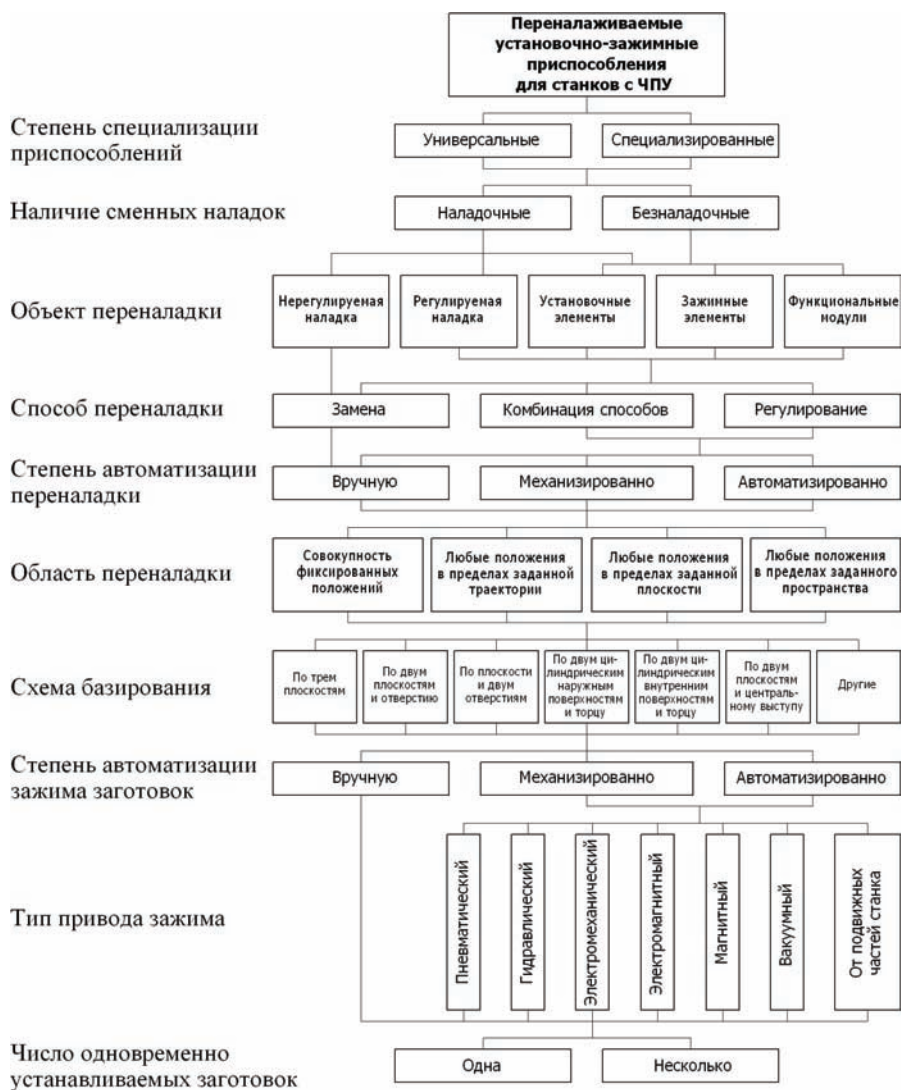 Переналаживаемые
установочно-зажимные
приспособления
для станков с ЧПУ
Степень специализации
приспособлений
Универсальные
Специализированные
Наличие сменных наладок
Наладочные
Безналадочные
Объект переналадки
Нерегулируемая
наладка
Регулируемая
наладка
Установочные
элементы
Зажимные
элементы
Функциональные
модули
Способ переналадки
Замена
Комбинация способов
Регулирование
Степень автоматизации
переналадки
Вручную
Механизированно
Автоматизированно
Область переналадки
Совокупность
фиксированных
положений
Любые положения
в пределах заданной
траектории
Любые положения
в пределах заданной
плоскости
Любые положения
в пределах заданного
пространства
Схема базирования
По трем
плоскостям
По двум
плоскостям
и отверстию
По плоскости
и двум
отверстиям
По двум ци-
линдрическим
наружным
поверхностям
и торцу
По двум цилин-
дрическим
внутренним
поверхностям
и торцу
По двум
плоскостям
и централь-
ному выступу
Другие
Степень автоматизации
зажима заготовок
Вручную
Механизированно
Автоматизированно
Тип привода зажима
Пневматический
Гидравлический
Электромеханический
Электромагнитный
Магнитный
Вакуумный
От подвижных
частей станка
Число одновременно
устанавливаемых заготовок
Одна
Несколько